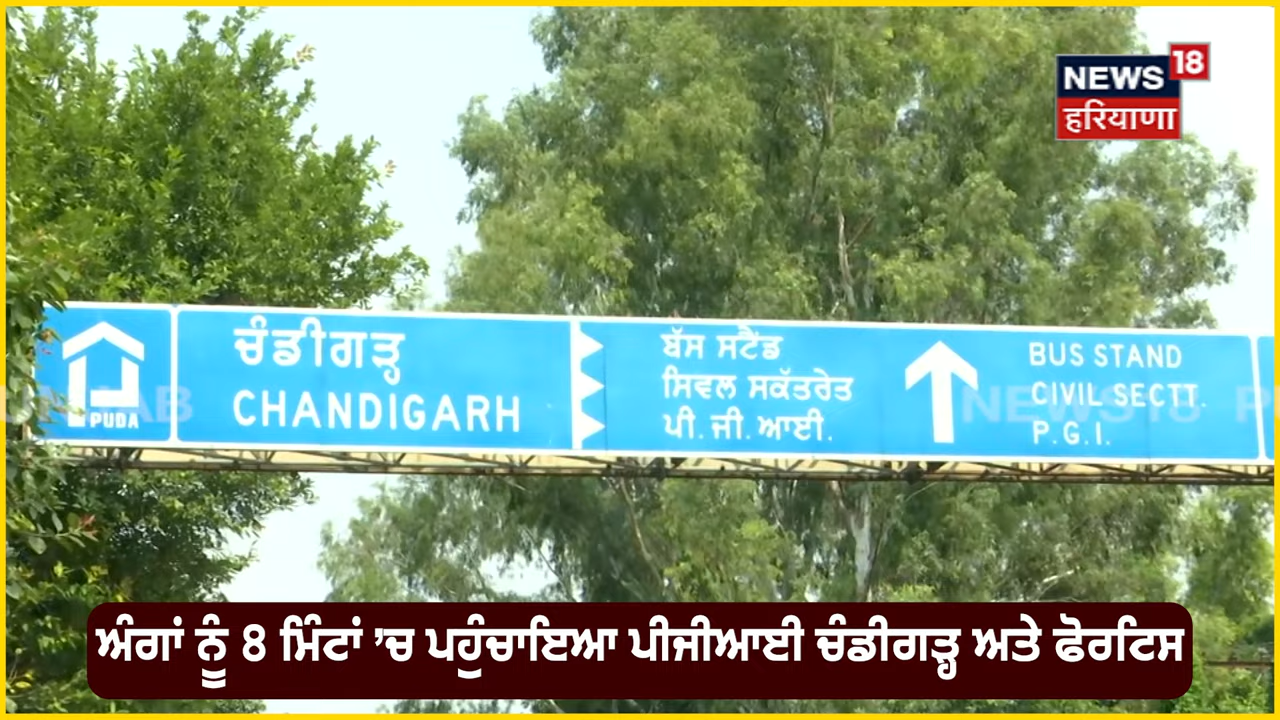 NEWS 18
हरियाणा
ਚੰਡੀਗੜ੍ਹ
CHANDIGARH
PUDA
ਬੱਸ ਸਟੈਂਡ
ਸਿਵਲ ਸਕੱਤਰੇਤ
ਪੀ. ਜੀ. ਆਈ.
BUS STAND
CIVIL SECTT.
P.G.I.
NEWS18 P
ਅੰਗਾਂ ਨੂੰ 8 ਮਿੰਟਾਂ 'ਚ ਪਹੁੰਚਾਇਆ ਪੀਜੀਆਈ ਚੰਡੀਗੜ੍ਹ ਅਤੇ ਫੋਰਟਿਸ